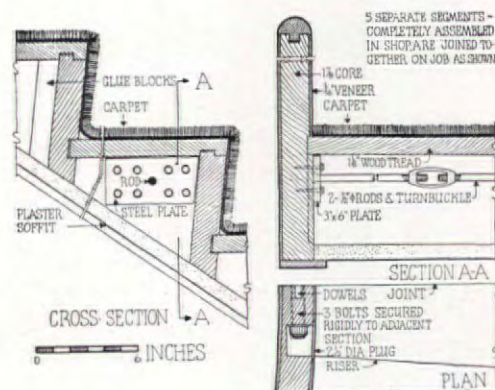 5 SEPARATE SEGMENTS-
COMPLETELY ASSEMBLED
IN SHOP, ARE JOINED TO
GETHER ON JOB AS SHOWN
GLUE BLOCKS
A
CARPET
ROD
STEEL PLATE
PLASTER
SOFFIT
A
CROSS-SECTION
INCHES
CORE
VENEER
CARPET
WOOD TREAD
RODS & TURNBUCKLE
3"x6" PLATE
SECTION A-A
DOWELS JOINT
3 BOLTS SECURED
RIGIDLY TO ADJACENT
SECTION
DIA PLUG
RISER
PLAN